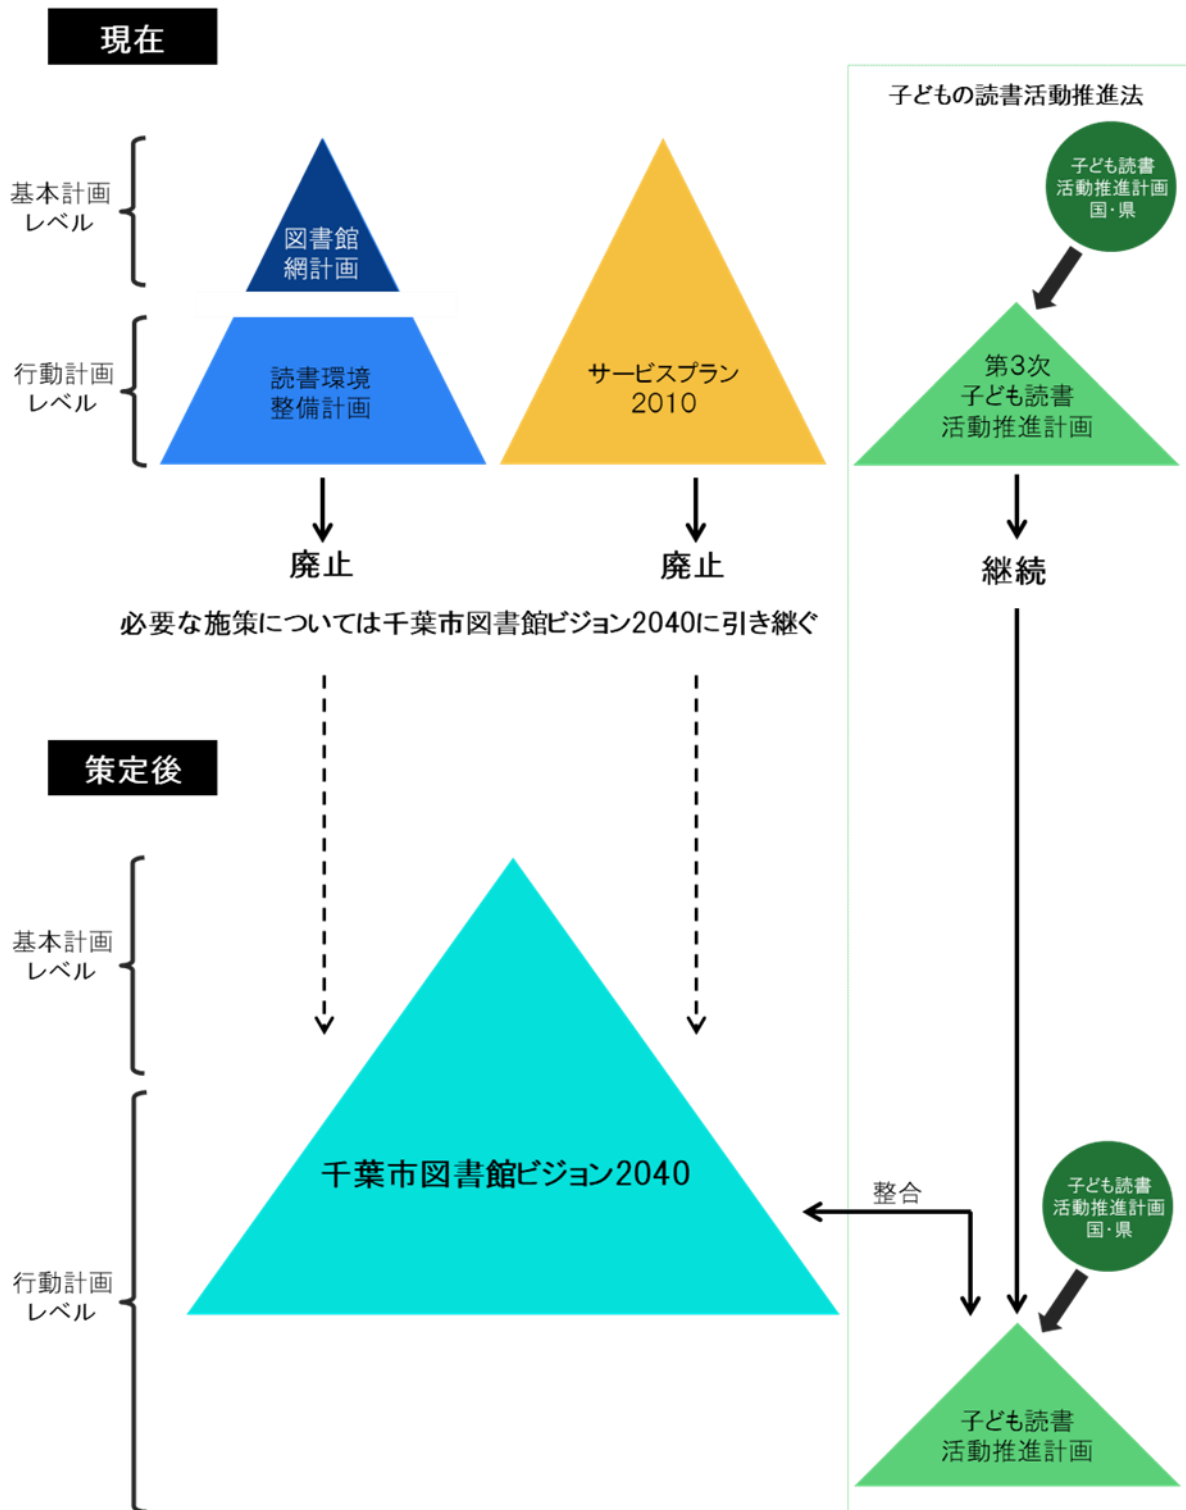 現在
子どもの読書活動推進法
子ども読書
活動推進計画
国・県
基本計画
レベル
図書館
網計画
行動計画
レベル
読書環境
整備計画
サービスプラン
2010
第3次
子ども読書
活動推進計画
廃止
廃止
継続
必要な施策については千葉市図書館ビジョン2040に引き継ぐ
策定後
基本計画
レベル
千葉市図書館ビジョン2040
整合
子ども読書
活動推進計画
国・県
行動計画
レベル
子ども読書
活動推進計画